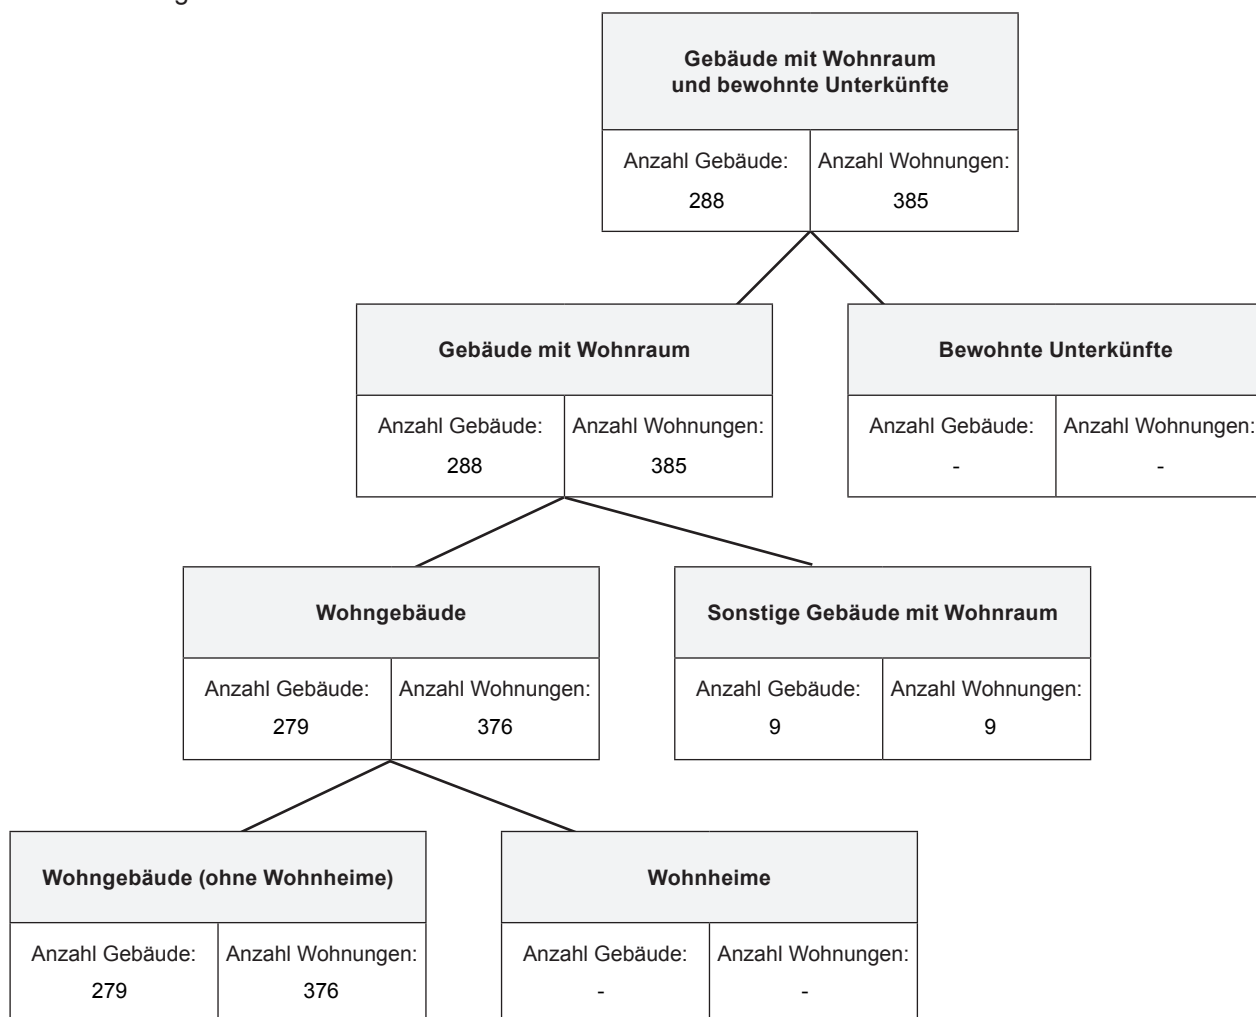 Gebäude mit Wohnraum
und bewohnte Unterkünfte
Anzahl Gebäude: Anzahl Wohnungen:
288 385
Gebäude mit Wohnraum
Bewohnte Unterkünfte
Anzahl Gebäude: Anzahl Wohnungen:
288 385
Anzahl Gebäude: Anzahl Wohnungen:
- -
Wohngebäude
Sonstige Gebäude mit Wohnraum
Anzahl Gebäude: Anzahl Wohnungen:
279 376
Anzahl Gebäude: Anzahl Wohnungen:
9 9
Wohngebäude (ohne Wohnheime)
Wohnheime
Anzahl Gebäude: Anzahl Wohnungen:
279 376
Anzahl Gebäude: Anzahl Wohnungen:
- -